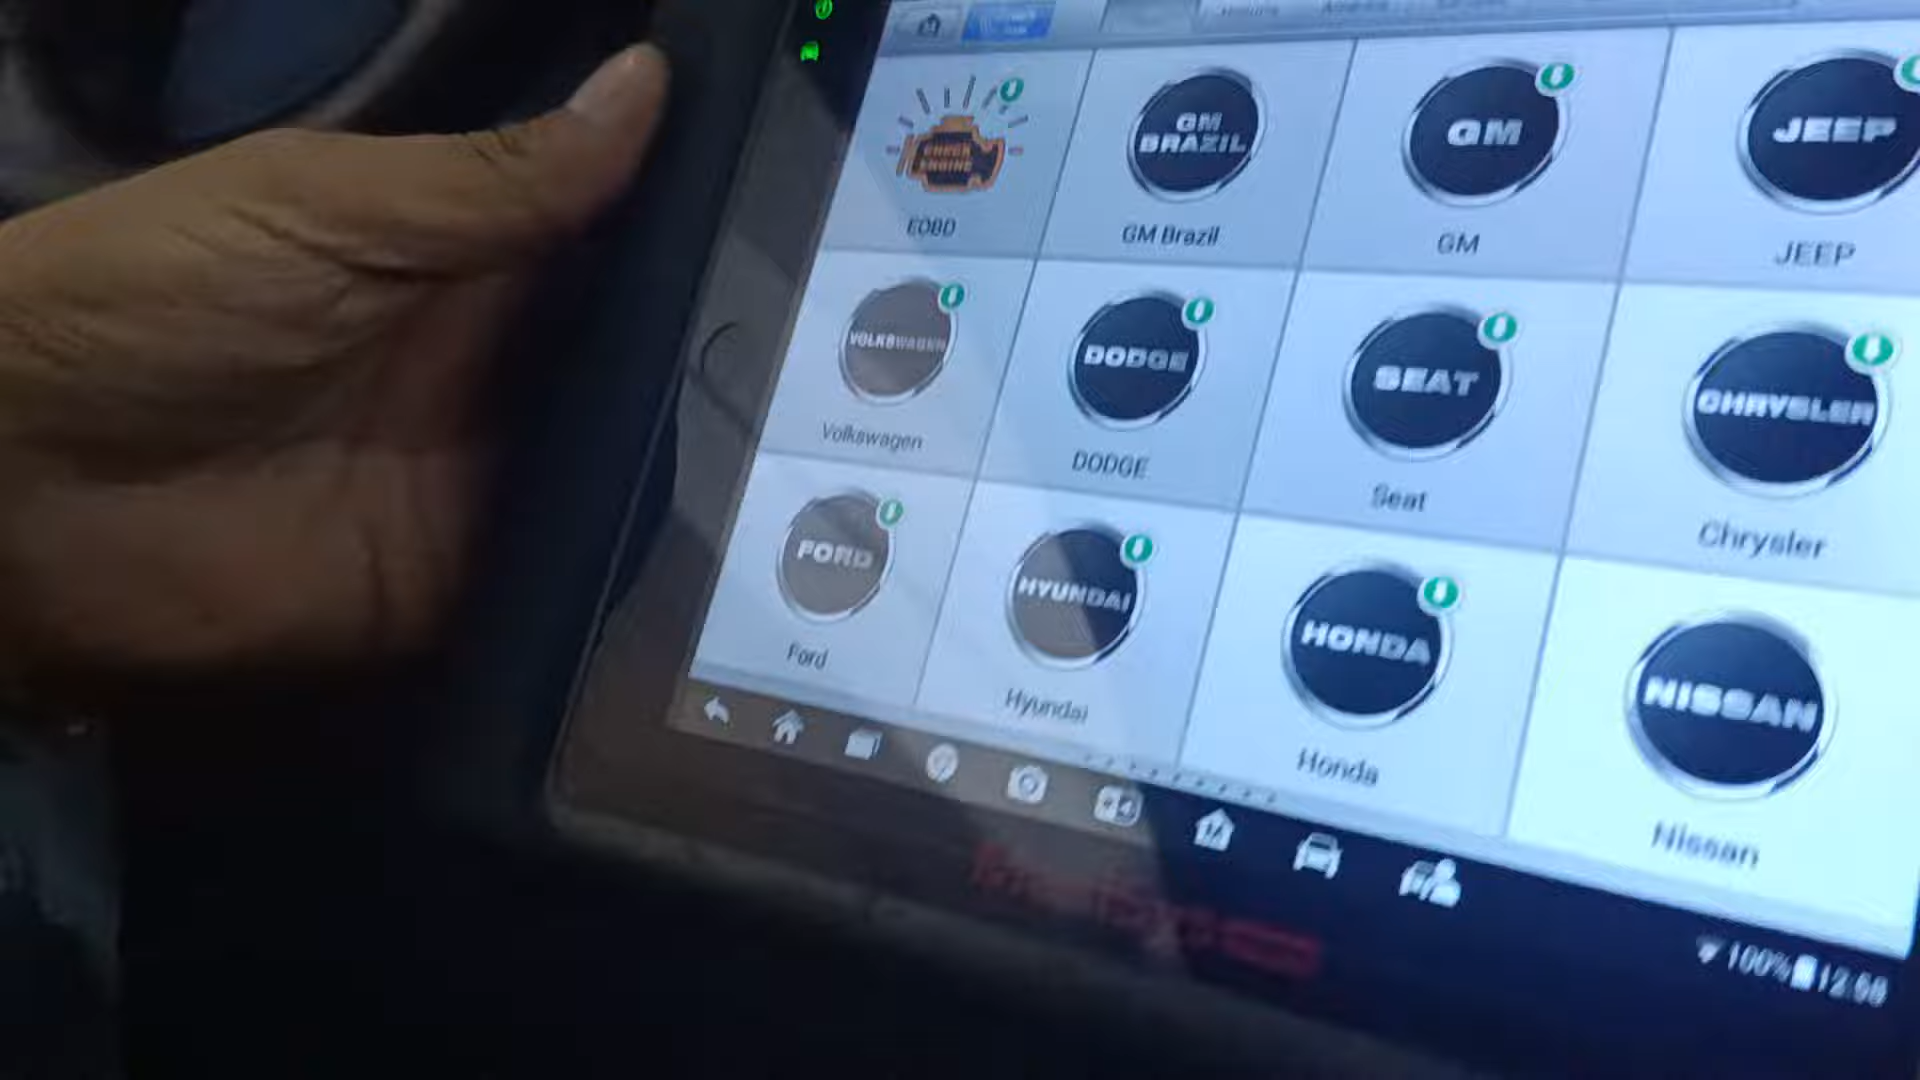 CHECK
ENGINE
EOBD
GM
BRAZIL
GM Brazil
GM
GM
JEEP
JEEP
VOLKSWAGEN
Volkswagen
DODGE
DODGE
SEAT
Seat
CHRYSLER
Chrysler
FORD
Ford
HYUNDAI
Hyundai
HONDA
Honda
NISSAN
Nissan
100%